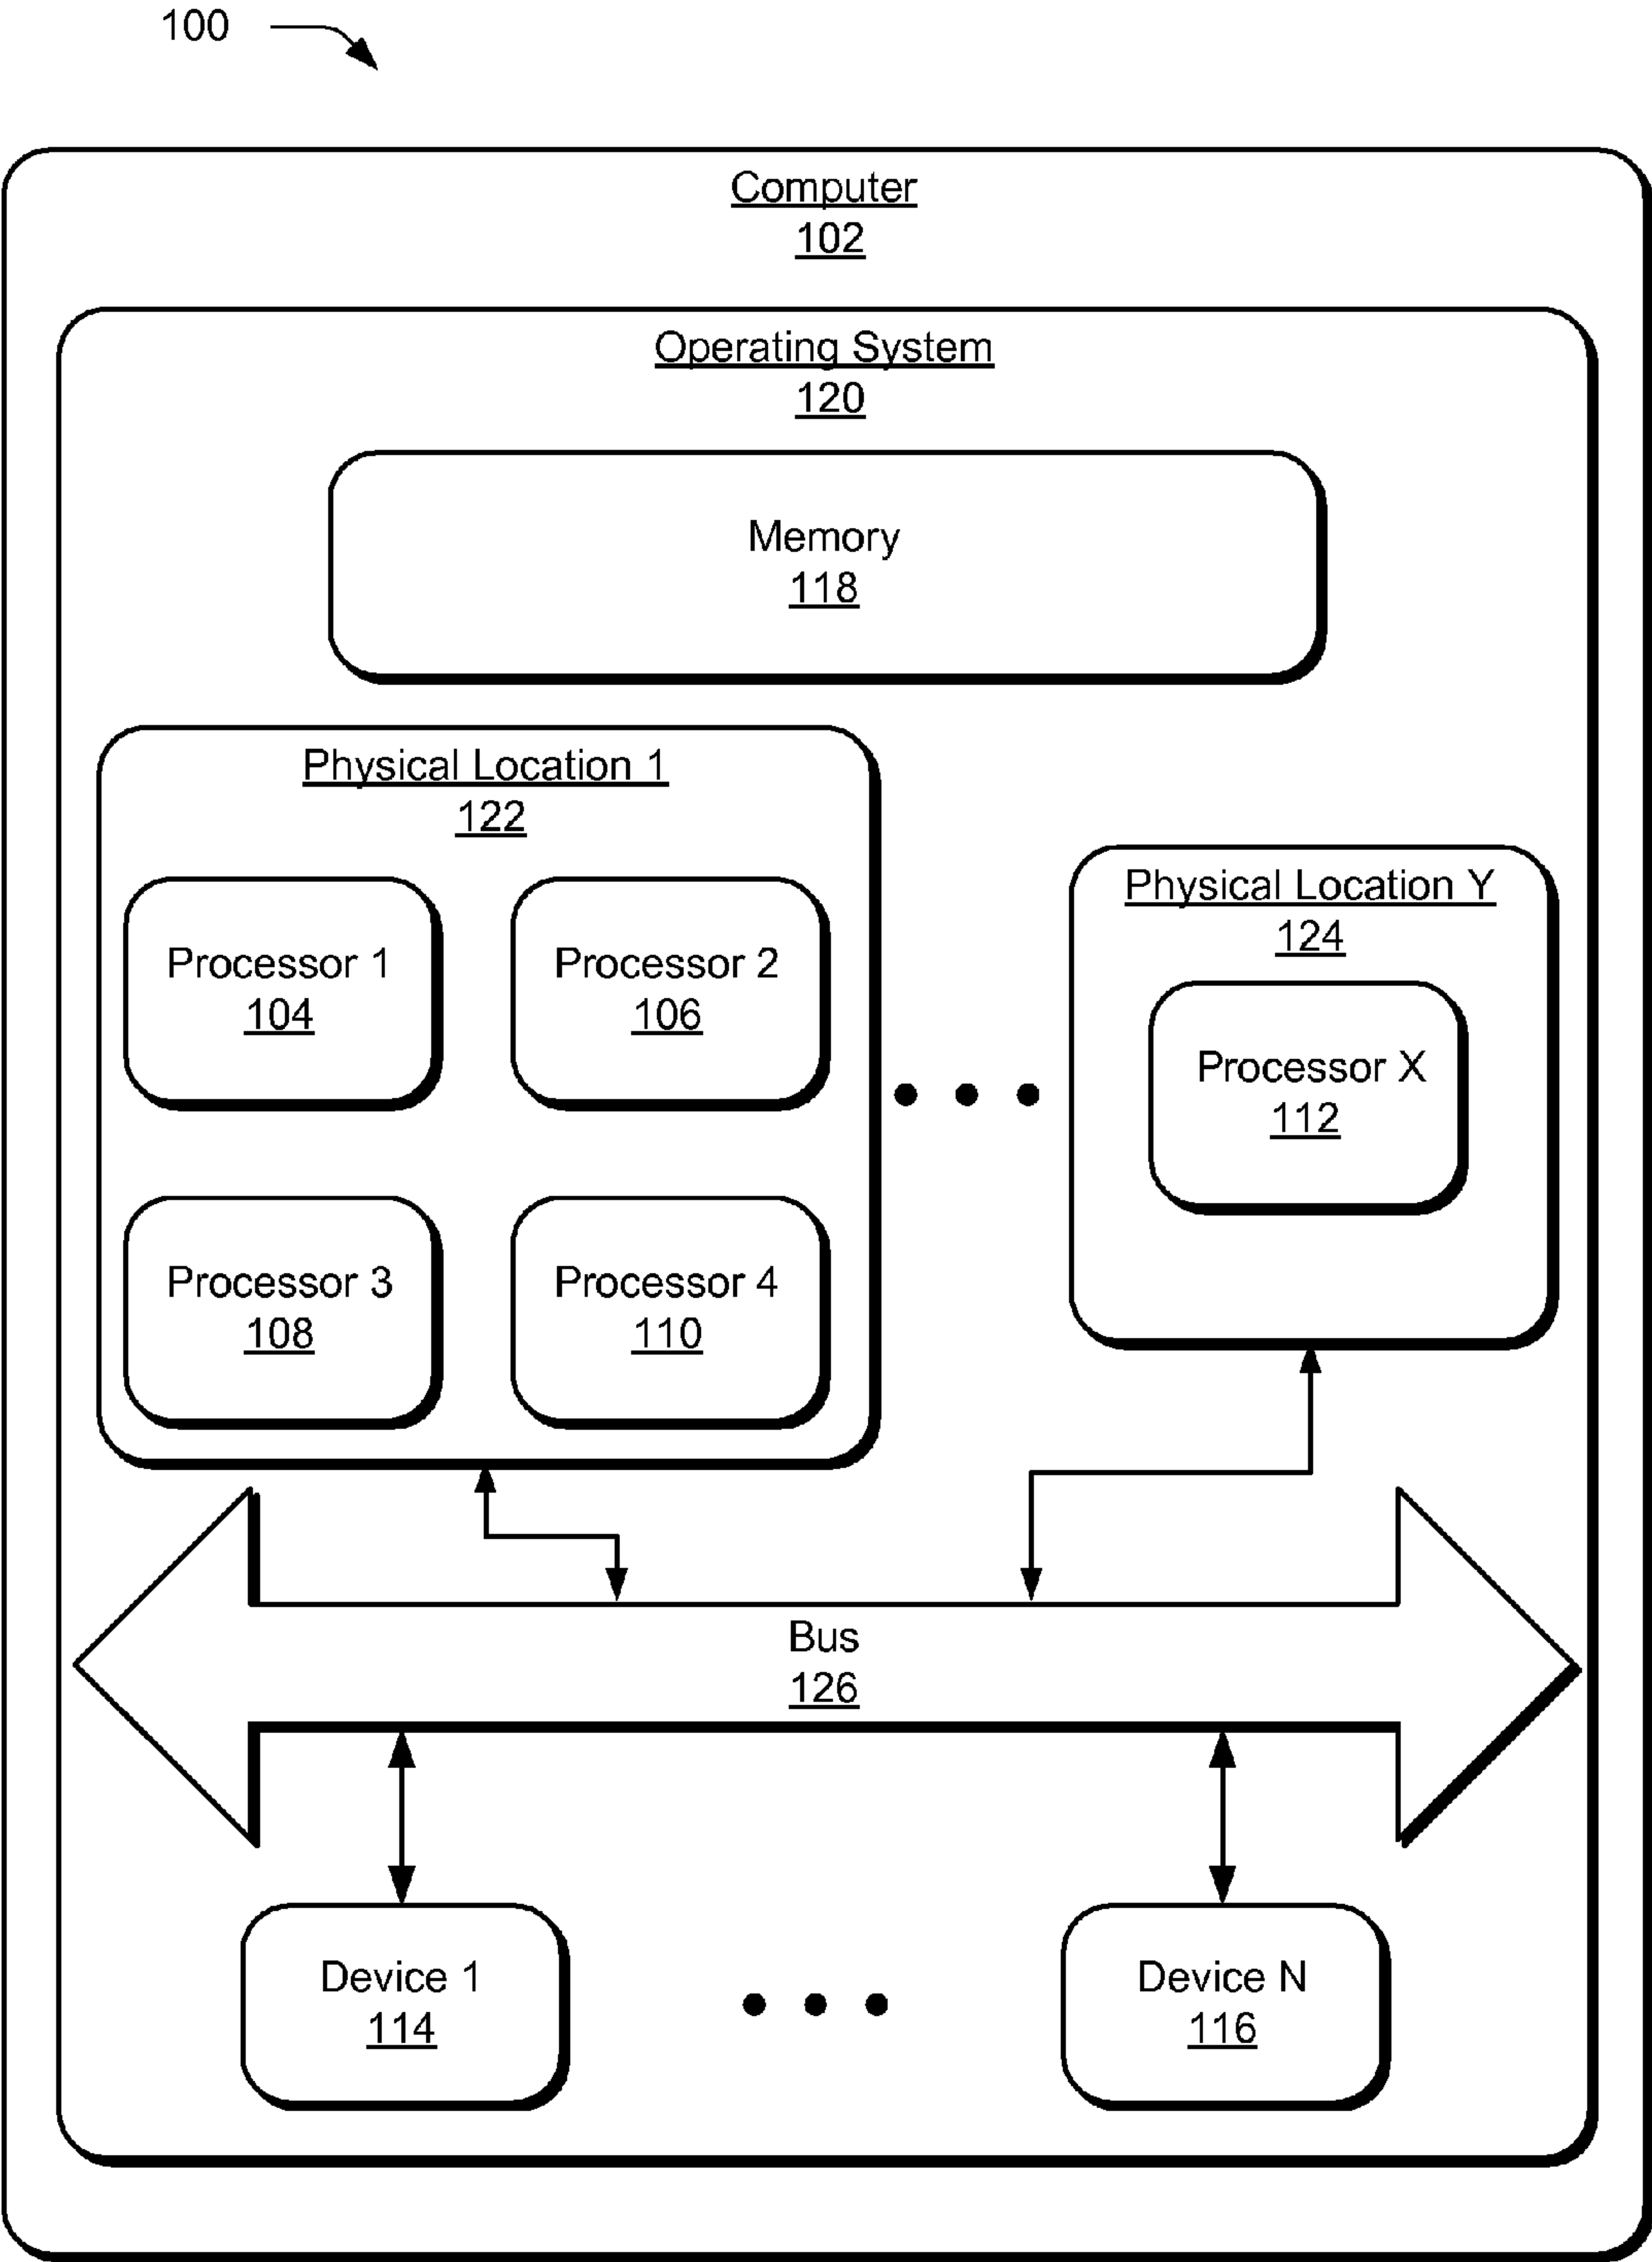 100
Computer
102
Operating System
120
Memory
118
Physical Location 1
122
Processor 1
104
Processor 2
106
Processor 3
108
Processor 4
110
Physical Location Y
124
Processor X
112
Bus
126
Device 1
114
Device N
116